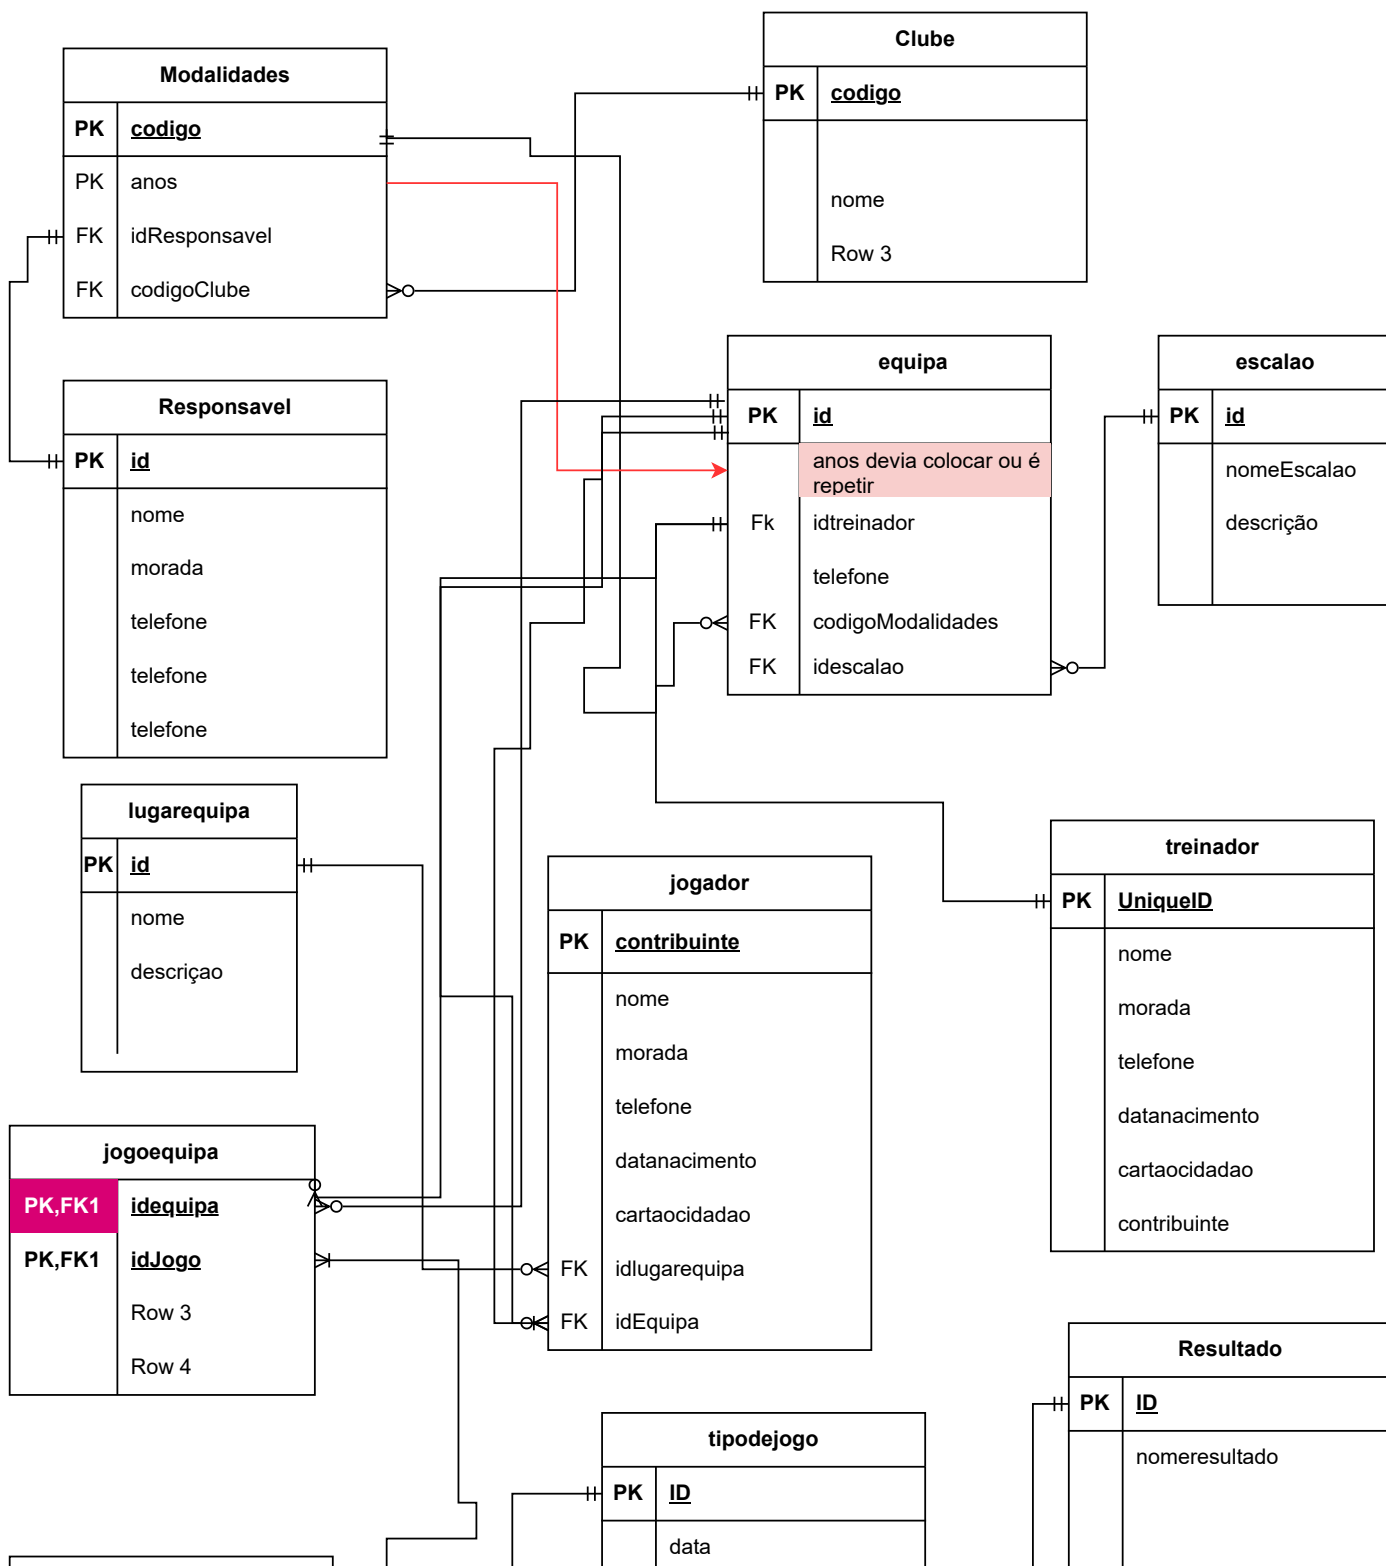 Clube
PK codigo
nome
Row 3
Modalidades
PK codigo
PK anos
FK idResponsavel
FK codigoClube
equipa
PK id
anos devia colocar ou é
repetir
Fk idtreinador
telefone
FK codigoModalidades
FK idescalao
escalao
PK id
nomeEscalao
descrição
Responsavel
PK id
nome
morada
telefone
telefone
telefone
lugarequipa
PK id
nome
descriçao
jogador
PK contribuinte
nome
morada
telefone
datanacimento
cartaocidadao
FK idlugarequipa
FK idEquipa
treinador
PK UniqueID
nome
morada
telefone
datanacimento
cartaocidadao
contribuinte
jogoequipa
PK,FK1 idequipa
PK,FK1 idJogo
Row 3
Row 4
Resultado
PK ID
nomeresultado
tipodejogo
PK ID
data